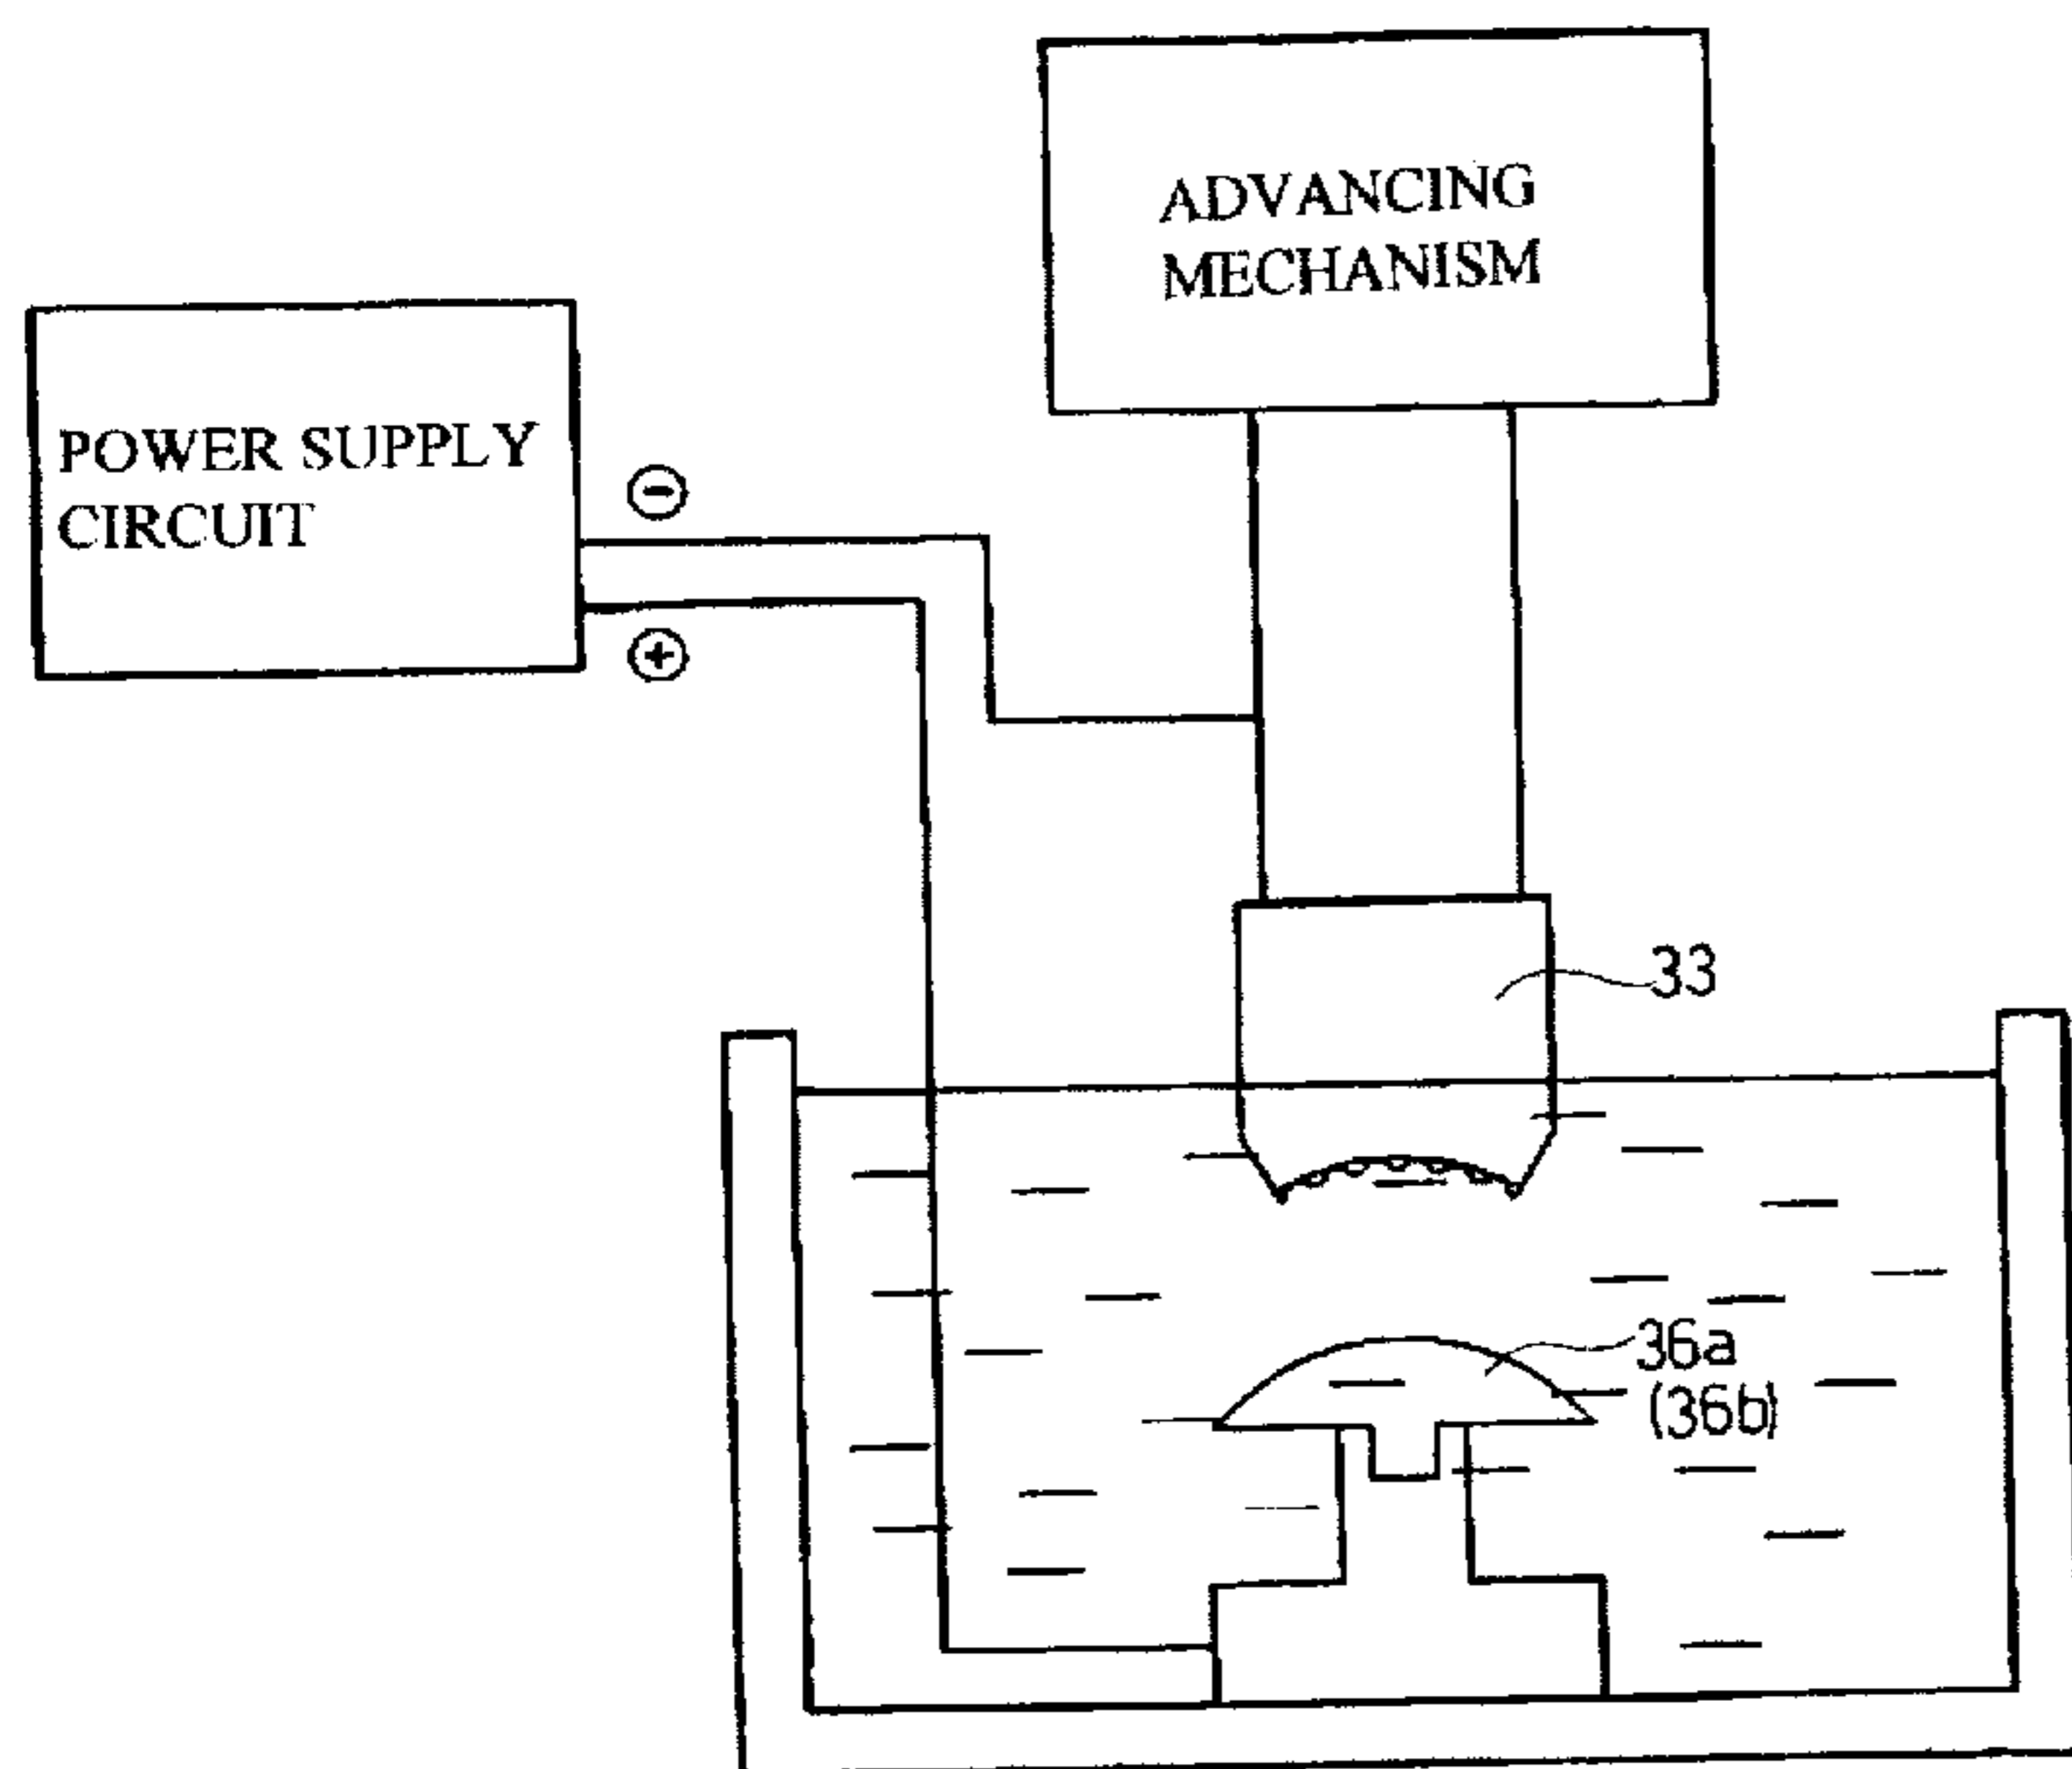 ADVANCING
MECHANISM
POWER SUPPLY
CIRCUIT
⊖
⊕
33
36a
(36b)